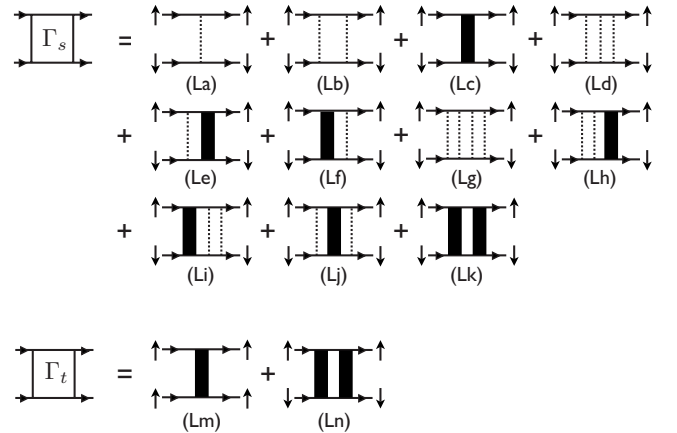 Γs = + + +
(La) (Lb) (Lc) (Ld)
+ + + +
(Le) (Lf) (Lg) (Lh)
+ + +
(Li) (Lj) (Lk)
Γt = +
(Lm) (Ln)